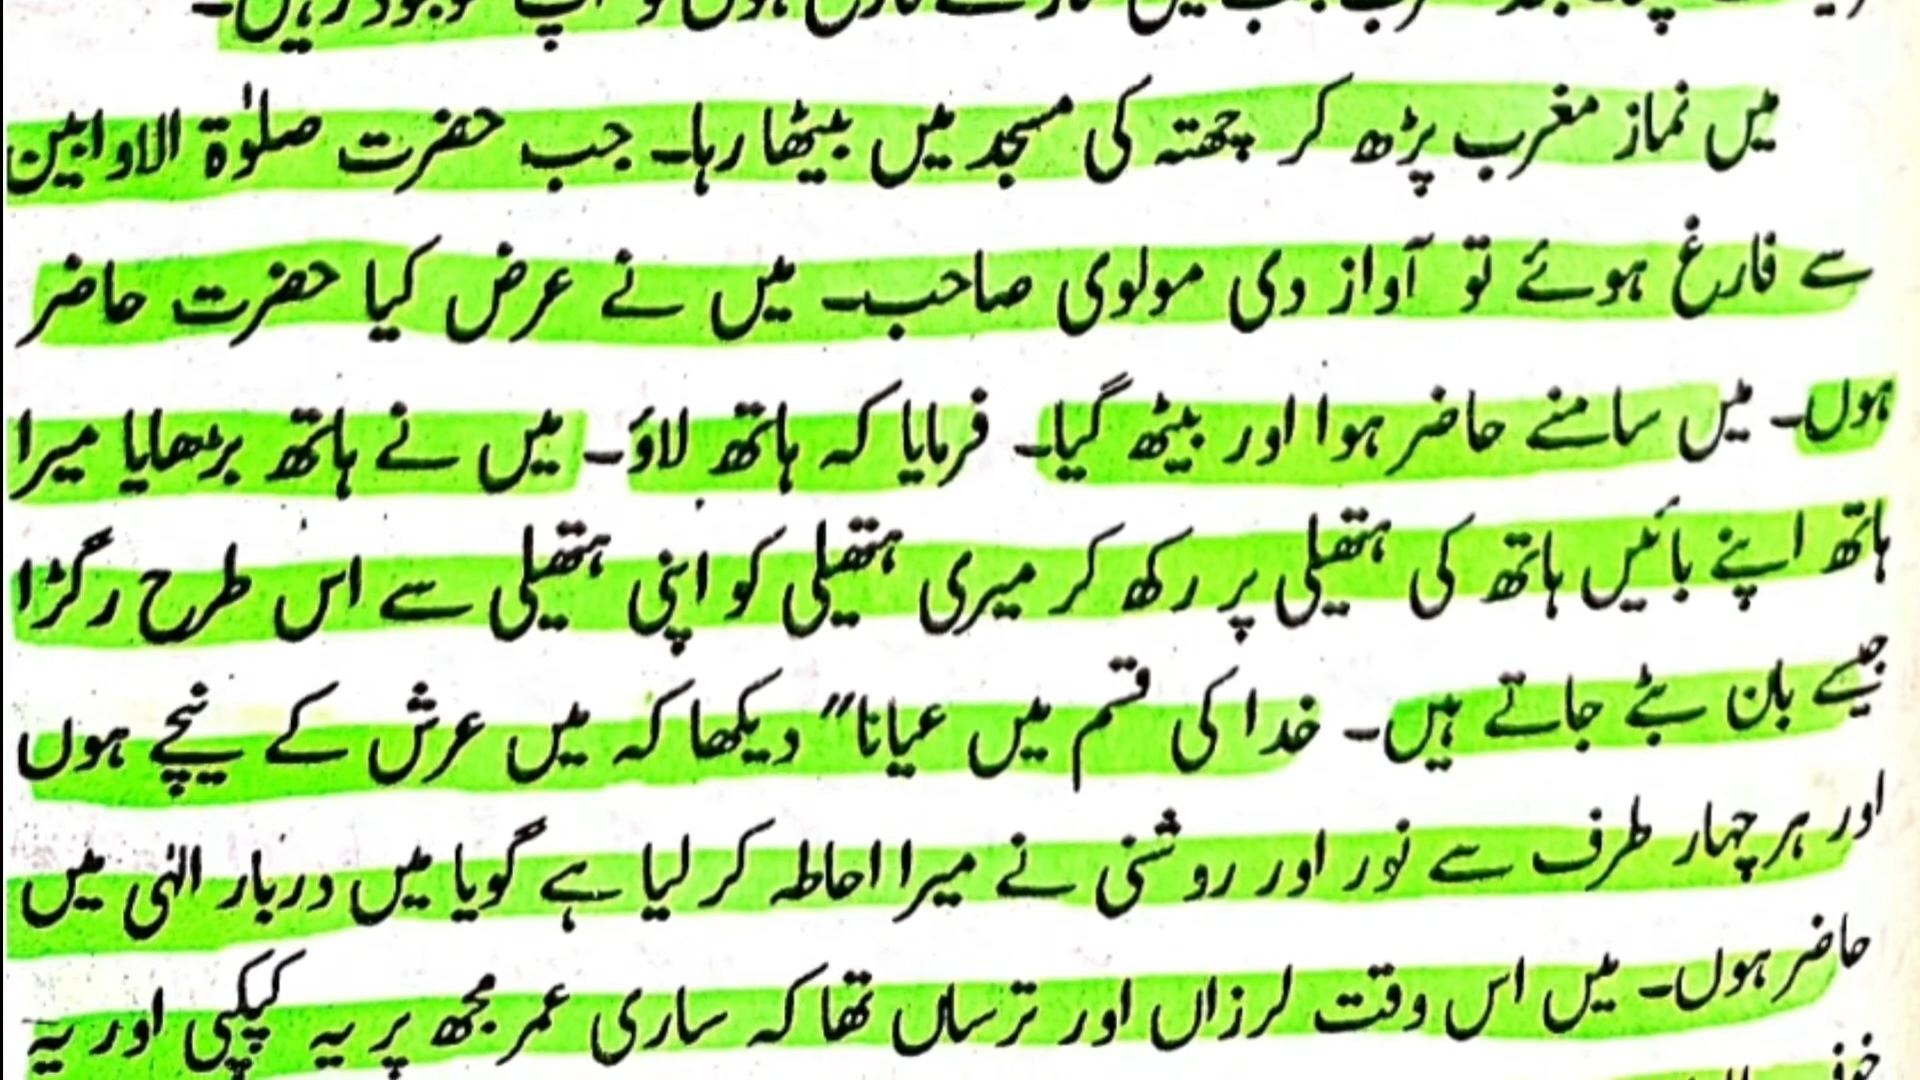 میں نماز مغرب پڑھ کر چھتہ کی مسجد میں بیٹھا رہا۔ جب حضرت صلوٰۃ الاوابین
سے فارغ ہوئے تو آواز دی مولوی صاحب۔ میں نے عرض کیا حضرت حاضر
ہوں۔ میں سامنے حاضر ہوا اور بیٹھ گیا۔ فرمایا کہ ہاتھ لاؤ۔ میں نے ہاتھ بڑھایا میرا
ہاتھ اپنے بائیں ہاتھ کی ہتھیلی پر رکھ کر میری ہتھیلی کو اپنی ہتھیلی سے اس طرح رگڑا
جیسے بان بٹے جاتے ہیں۔ خدا کی قسم میں عیانا" دیکھا کہ میں عرش کے نیچے ہوں
اور ہر چہار طرف سے نور اور روشنی نے میرا احاطہ کر لیا ہے گویا میں دربار الہٰی میں
حاضر ہوں۔ میں اس وقت لرزاں اور ترساں تھا کہ ساری عمر مجھ پر یہ کپکپی اور یہ